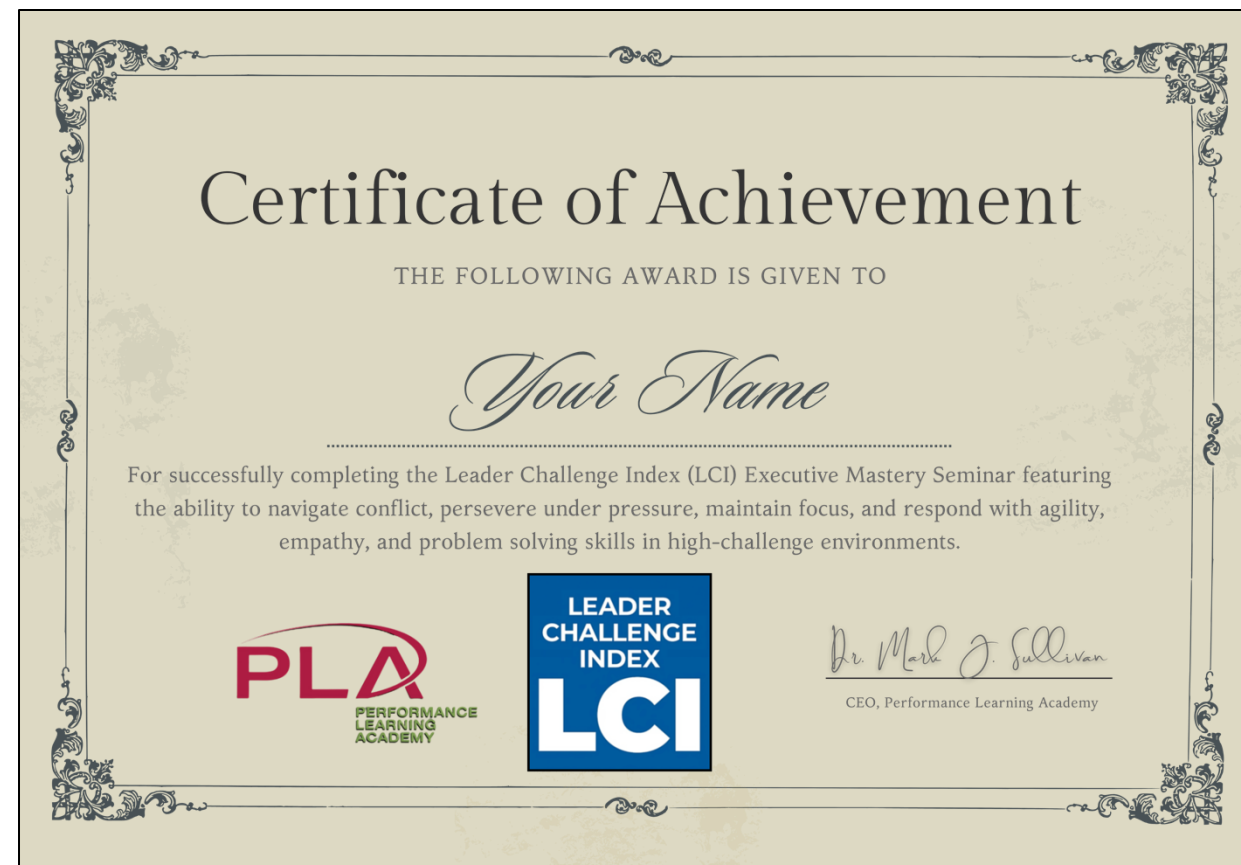 Certificate of Achievement
THE FOLLOWING AWARD IS GIVEN TO
Your Name
For successfully completing the Leader Challenge Index (LCI) Executive Mastery Seminar featuring
the ability to navigate conflict, persevere under pressure, maintain focus, and respond with agility,
empathy, and problem solving skills in high-challenge environments.
PLA
PERFORMANCE
LEARNING
ACADEMY
LEADER
CHALLENGE
INDEX
LCI
Dr. Mark J. Sullivan
CEO, Performance Learning Academy